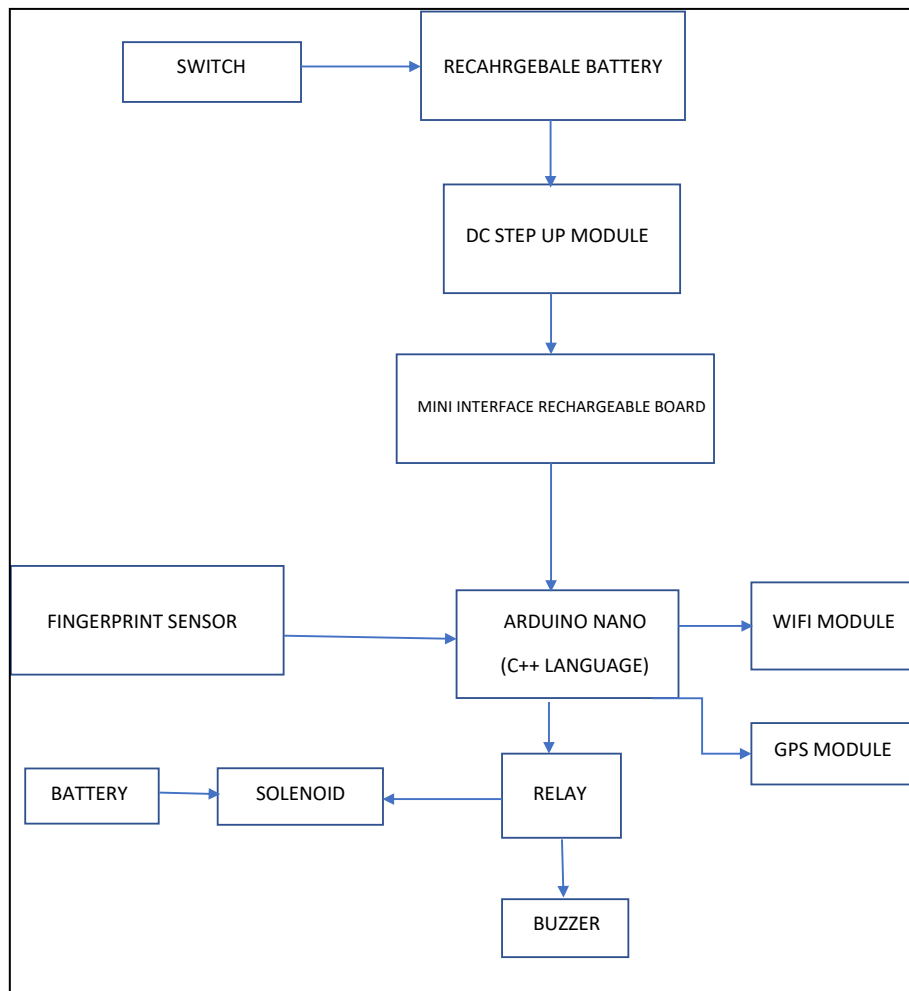 SWITCH
RECAHRGEBALE BATTERY
DC STEP UP MODULE
MINI INTERFACE RECHARGEABLE BOARD
FINGERPRINT SENSOR
ARDUINO NANO
(C++ LANGUAGE)
WIFI MODULE
GPS MODULE
BATTERY
SOLENOID
RELAY
BUZZER